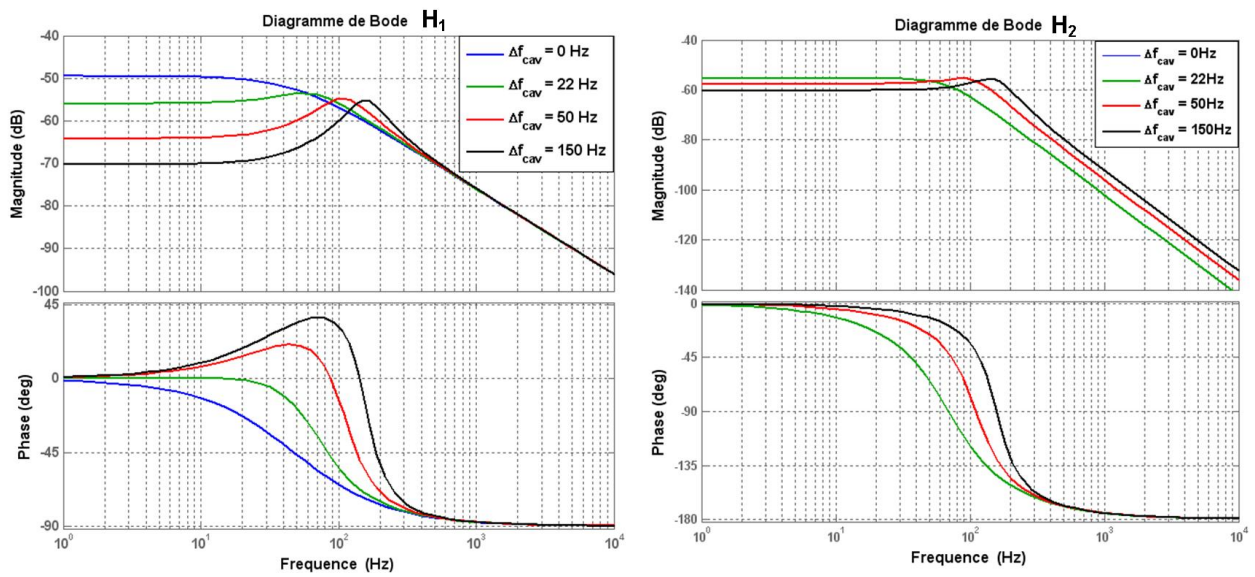 Diagramme de Bode H1
Magnitude (dB)
-40
-50
-60
-70
-80
-90
-100
Δfcav = 0 Hz
Δfcav = 22 Hz
Δfcav = 50 Hz
Δfcav = 150 Hz
Phase (deg)
45
0
-45
-90
10^0
10^1
10^2
10^3
10^4
Frequence (Hz)
Diagramme de Bode H2
Magnitude (dB)
-40
-60
-80
-100
-120
-140
Δfcav = 0Hz
Δfcav = 22Hz
Δfcav = 50Hz
Δfcav = 150Hz
Phase (deg)
0
-45
-90
-135
-180
10^0
10^1
10^2
10^3
10^4
Frequence (Hz)